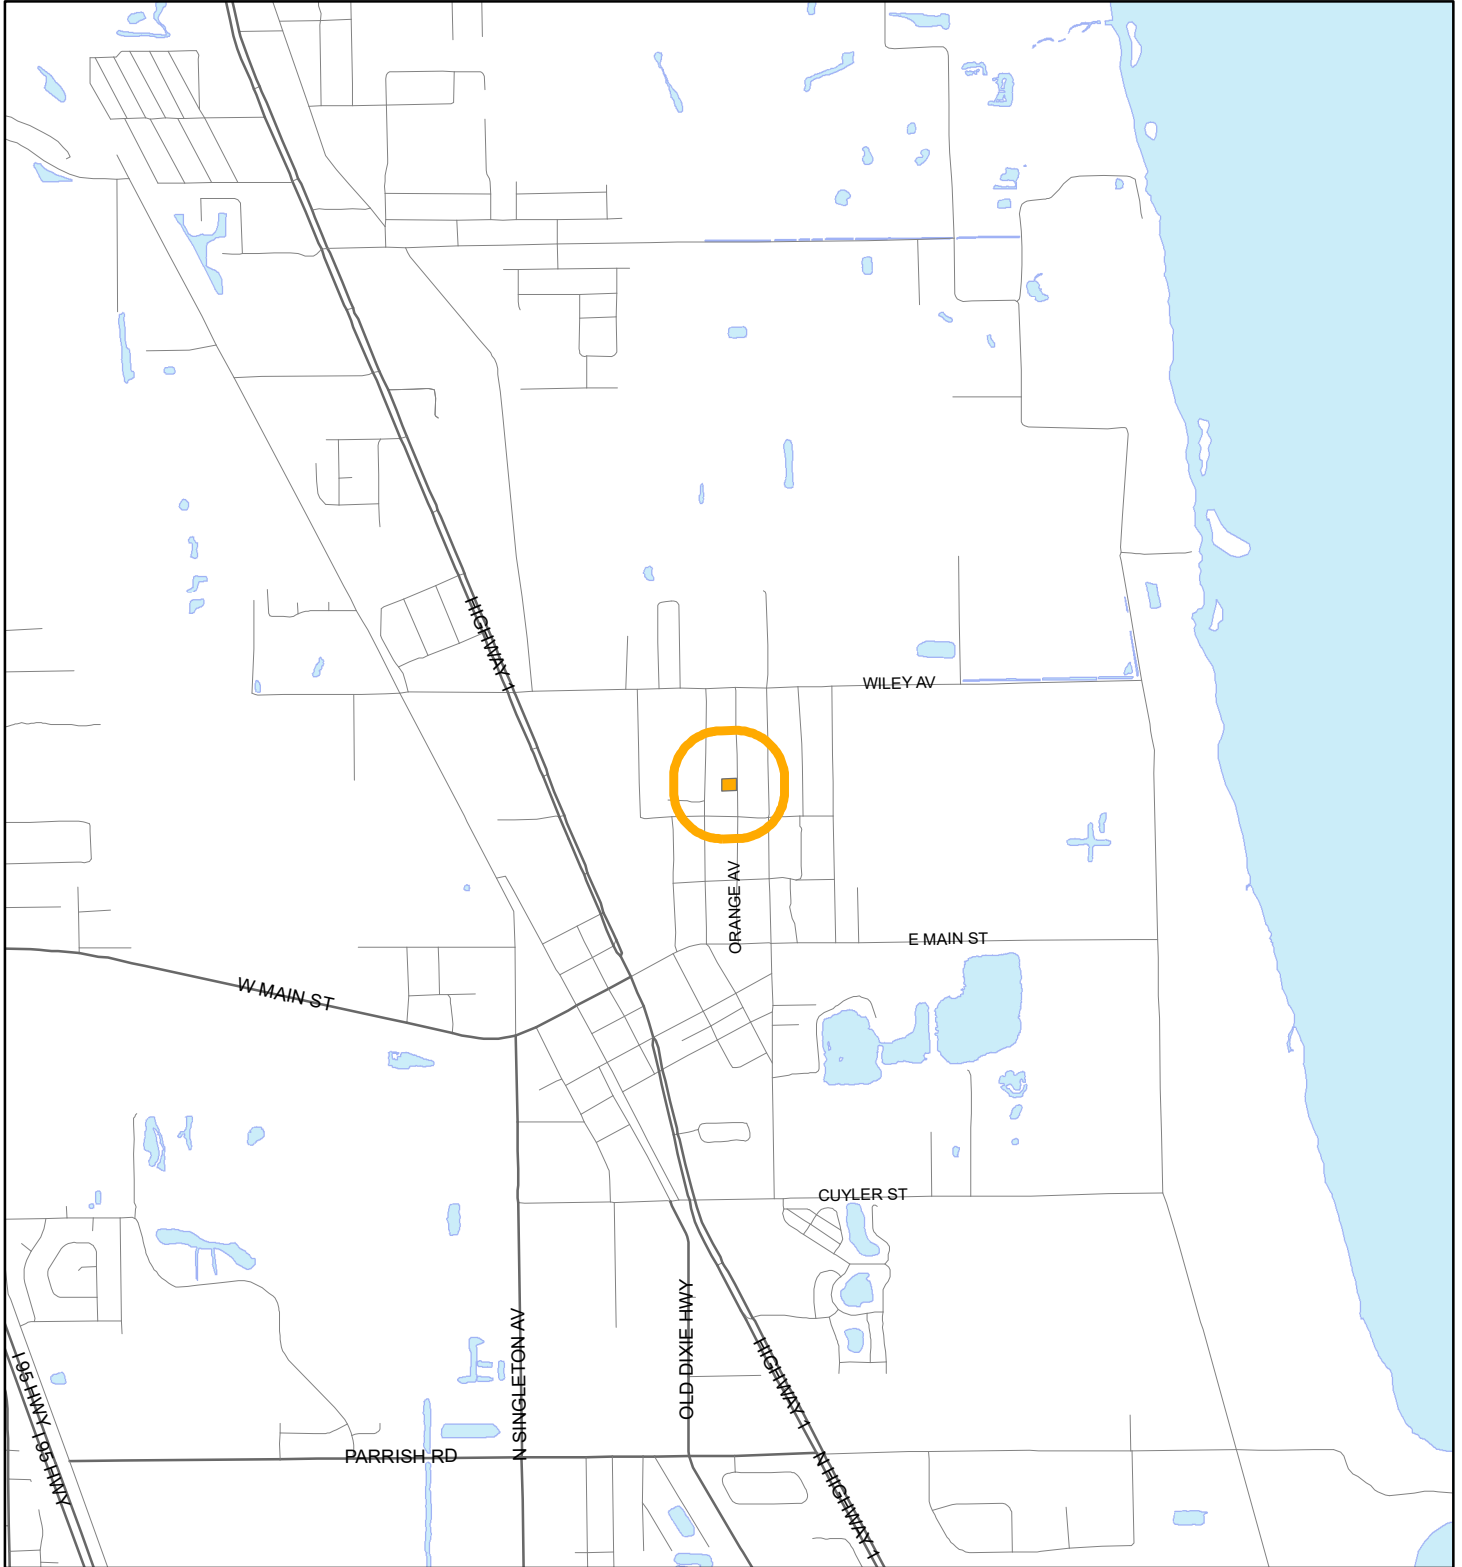 HIGHWAY 1
WILEY AV
ORANGE AV
E MAIN ST
W MAIN ST
CUYLER ST
OLD DIXIE HWY
N SINGLETON AV
HIGHWAY 1
I 95 HWY
I 95 HWY
PARRISH RD
N HIGHWAY 1